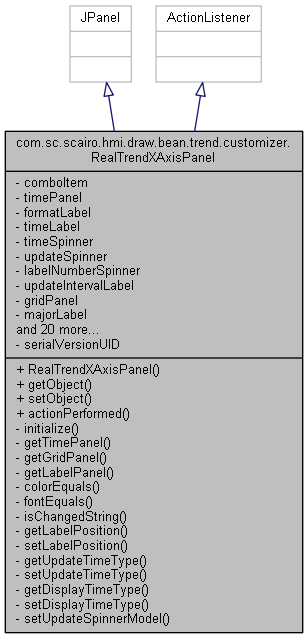 JPanel
ActionListener
com.sc.scairo.hmi.draw.bean.trend.customizer.
RealTrendXAxisPanel
- comboItem
- timePanel
- formatLabel
- timeLabel
- timeSpinner
- updateSpinner
- labelNumberSpinner
- updateIntervalLabel
- gridPanel
- majorLabel
and 20 more...
- serialVersionUID
+ RealTrendXAxisPanel()
+ getObject()
+ setObject()
+ actionPerformed()
- initialize()
- getTimePanel()
- getGridPanel()
- getLabelPanel()
- colorEquals()
- fontEquals()
- isChangedString()
- getLabelPosition()
- setLabelPosition()
- getUpdateTimeType()
- setUpdateTimeType()
- getDisplayTimeType()
- setDisplayTimeType()
- setUpdateSpinnerModel()